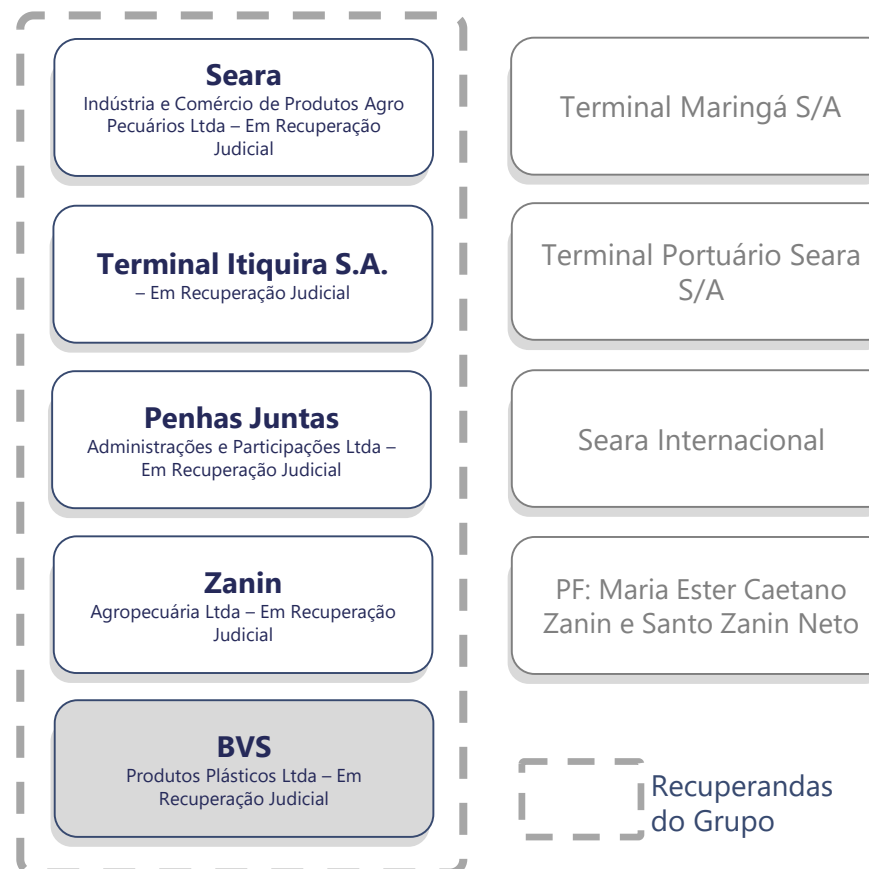 Seara
Indústria e Comércio de Produtos Agro
Pecuários Ltda – Em Recuperação
Judicial
Terminal Itiquira S.A.
– Em Recuperação Judicial
Penhas Juntas
Administrações e Participações Ltda –
Em Recuperação Judicial
Zanin
Agropecuária Ltda – Em Recuperação
Judicial
BVS
Produtos Plásticos Ltda – Em
Recuperação Judicial
Terminal Maringá S/A
Terminal Portuário Seara
S/A
Seara Internacional
PF: Maria Ester Caetano
Zanin e Santo Zanin Neto
Recuperandas
do Grupo